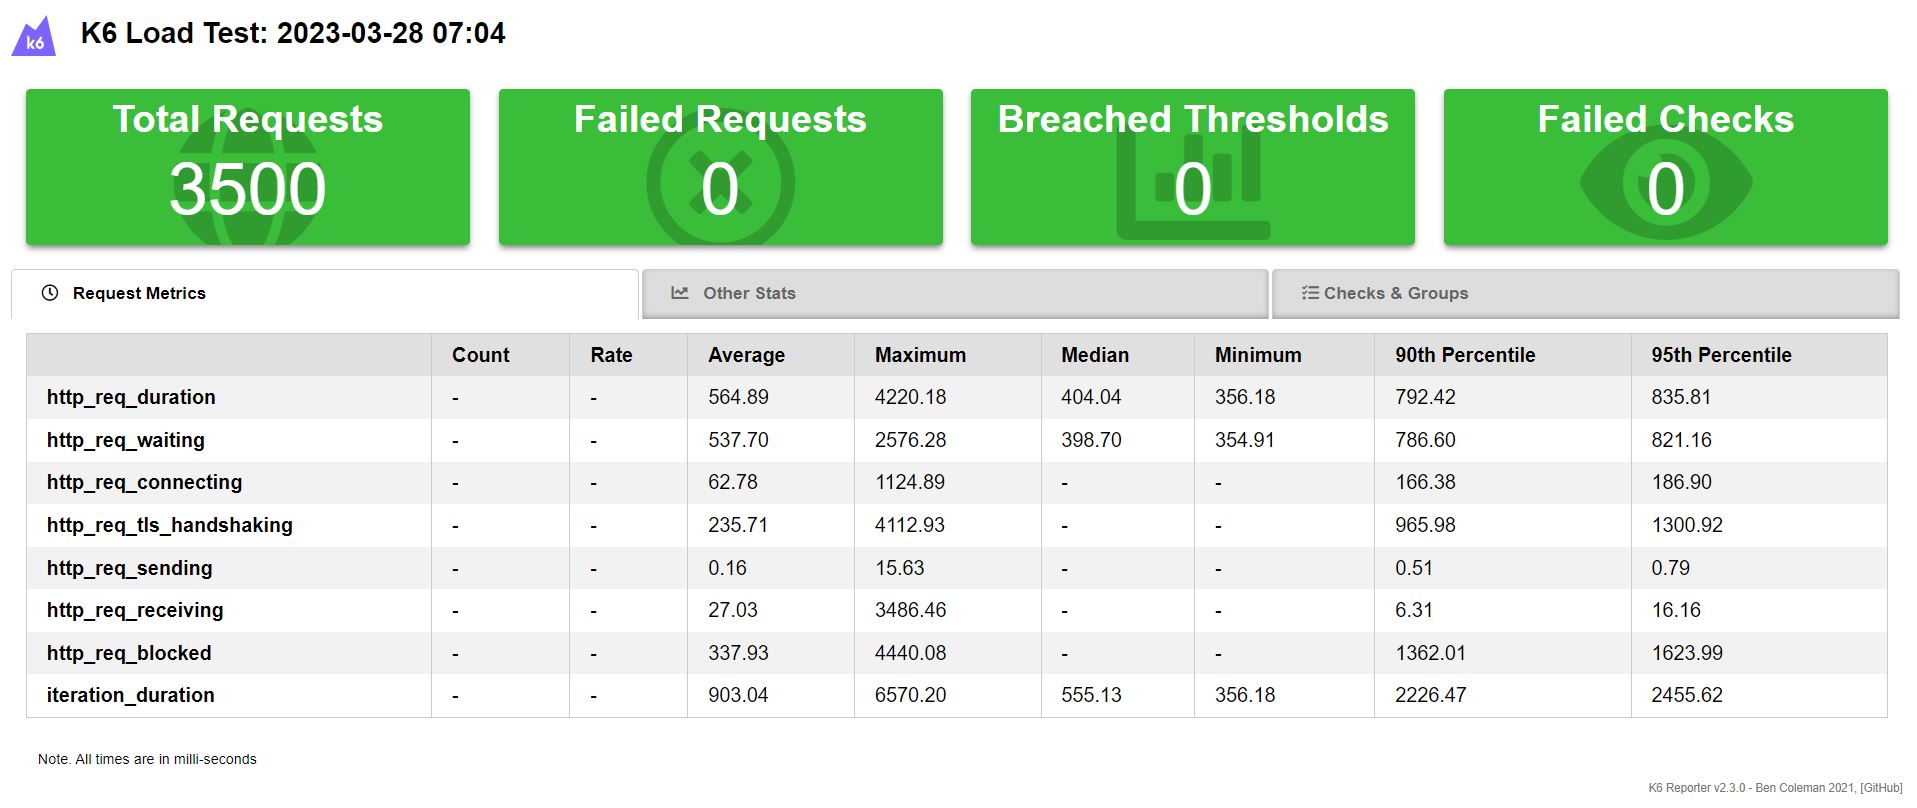 k6
K6 Load Test: 2023-03-28 07:04
Total Requests
3500
Failed Requests
0
Breached Thresholds
0
Failed Checks
0
Request Metrics
Other Stats
Checks & Groups
Count Rate Average Maximum Median Minimum 90th Percentile 95th Percentile
http_req_duration - - 564.89 4220.18 404.04 356.18 792.42 835.81
http_req_waiting - - 537.70 2576.28 398.70 354.91 786.60 821.16
http_req_connecting - - 62.78 1124.89 - - 166.38 186.90
http_req_tls_handshaking - - 235.71 4112.93 - - 965.98 1300.92
http_req_sending - - 0.16 15.63 - - 0.51 0.79
http_req_receiving - - 27.03 3486.46 - - 6.31 16.16
http_req_blocked - - 337.93 4440.08 - - 1362.01 1623.99
iteration_duration - - 903.04 6570.20 555.13 356.18 2226.47 2455.62
Note. All times are in milli-seconds
K6 Reporter v2.3.0 - Ben Coleman 2021, [GitHub]